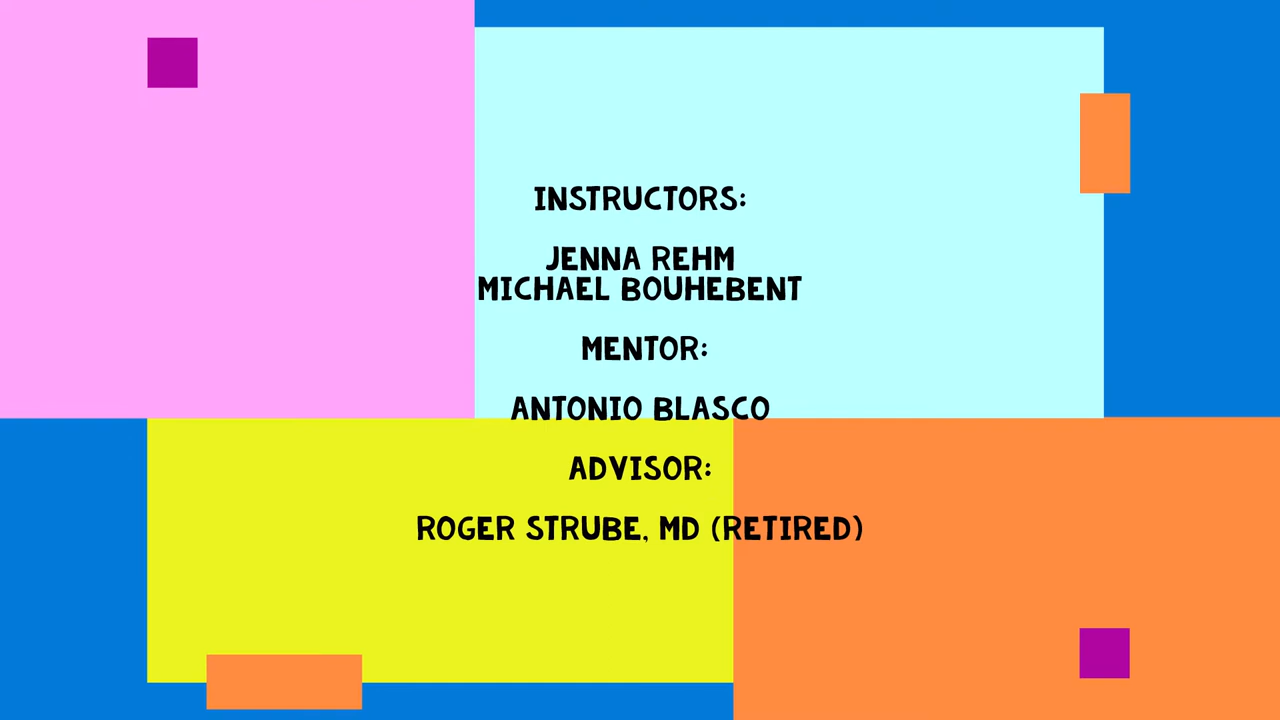 INSTRUCTORS:
JENNA REHM
MICHAEL BOUHEBENT
MENTOR:
ANTONIO BLASCO
ADVISOR:
ROGER STRUBE, MD (RETIRED)